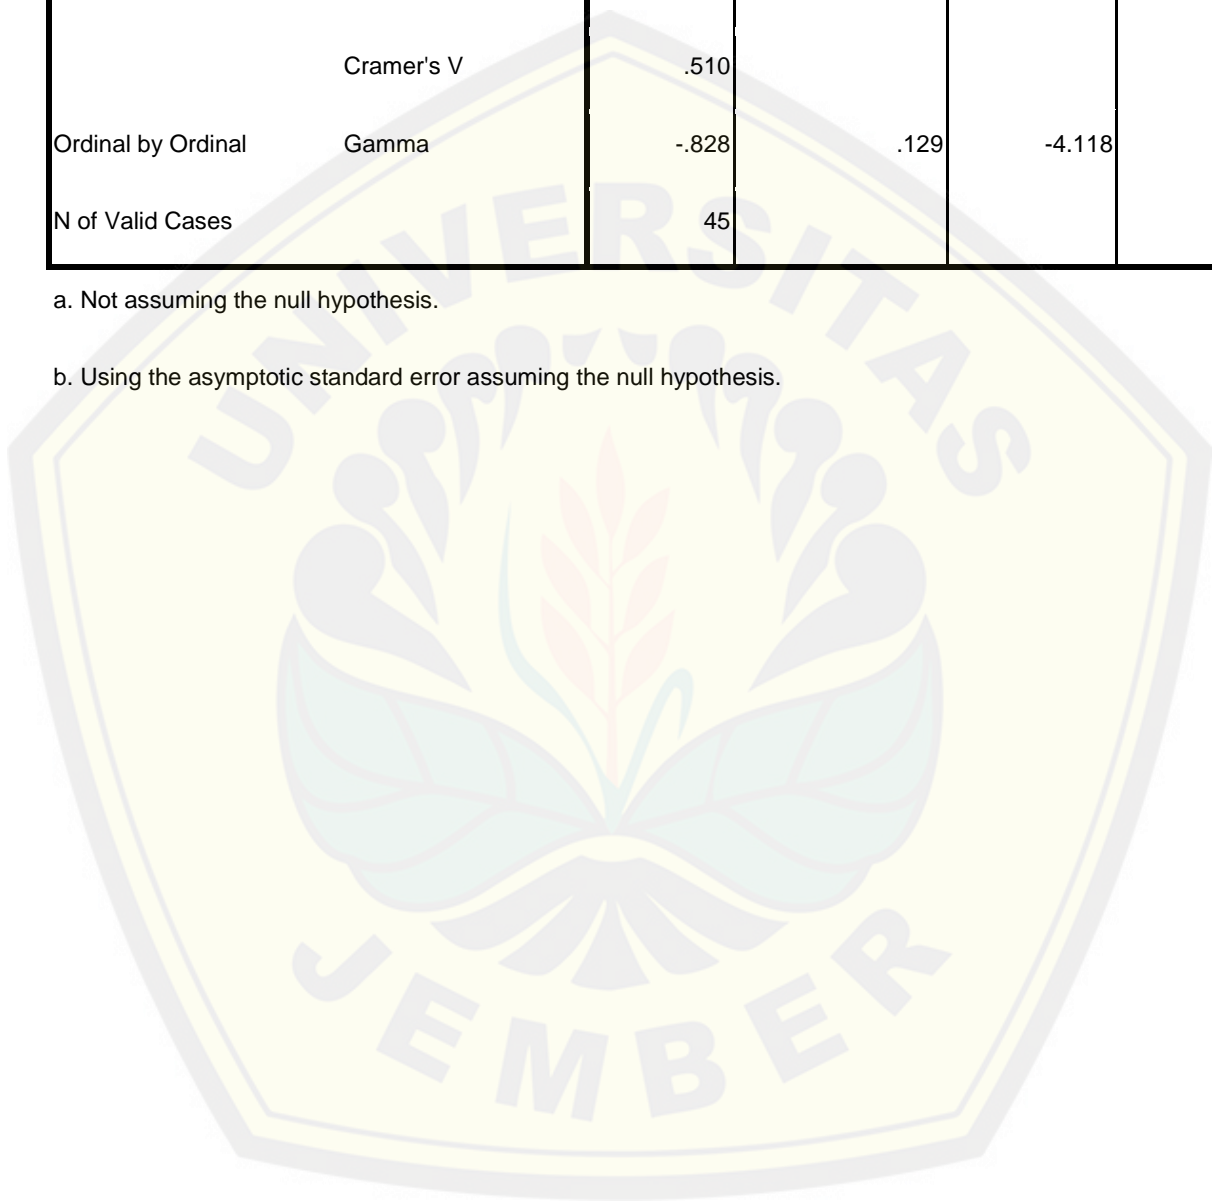 Cramer's V .510
Ordinal by Ordinal Gamma -.828 .129 -4.118
N of Valid Cases 45
a. Not assuming the null hypothesis.
b. Using the asymptotic standard error assuming the null hypothesis.
UNIVERSITAS
JEMBER